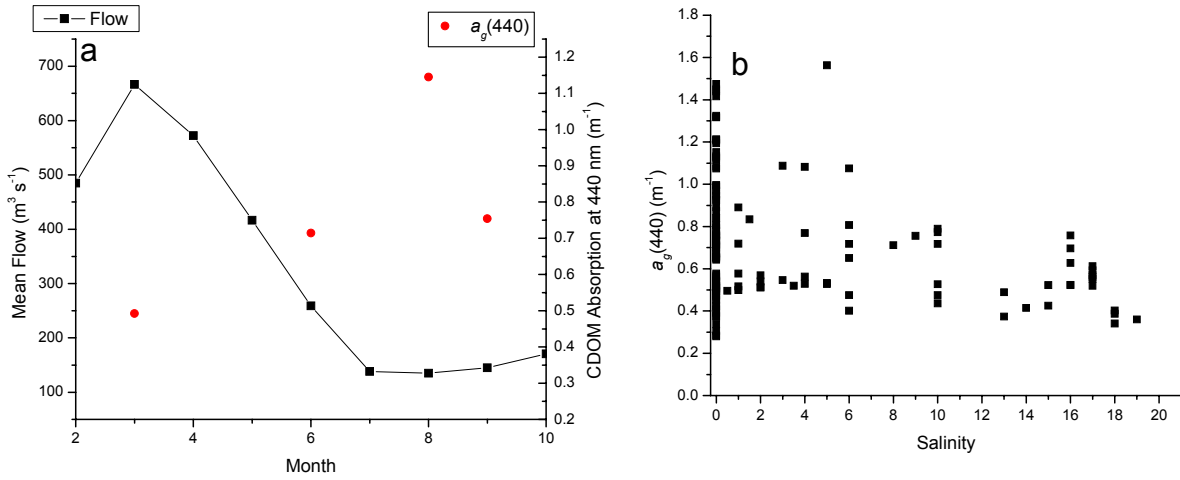 Flow
a_g(440)
a
700
600
500
400
300
200
100
Mean Flow (m³ s⁻¹)
1.2
1.1
1.0
0.9
0.8
0.7
0.6
0.5
0.4
0.3
0.2
CDOM Absorption at 440 nm (m⁻¹)
2 4 6 8 10
Month
b
1.8
1.6
1.4
1.2
1.0
0.8
0.6
0.4
0.2
0.0
a_g(440) (m⁻¹)
0 2 4 6 8 10 12 14 16 18 20
Salinity